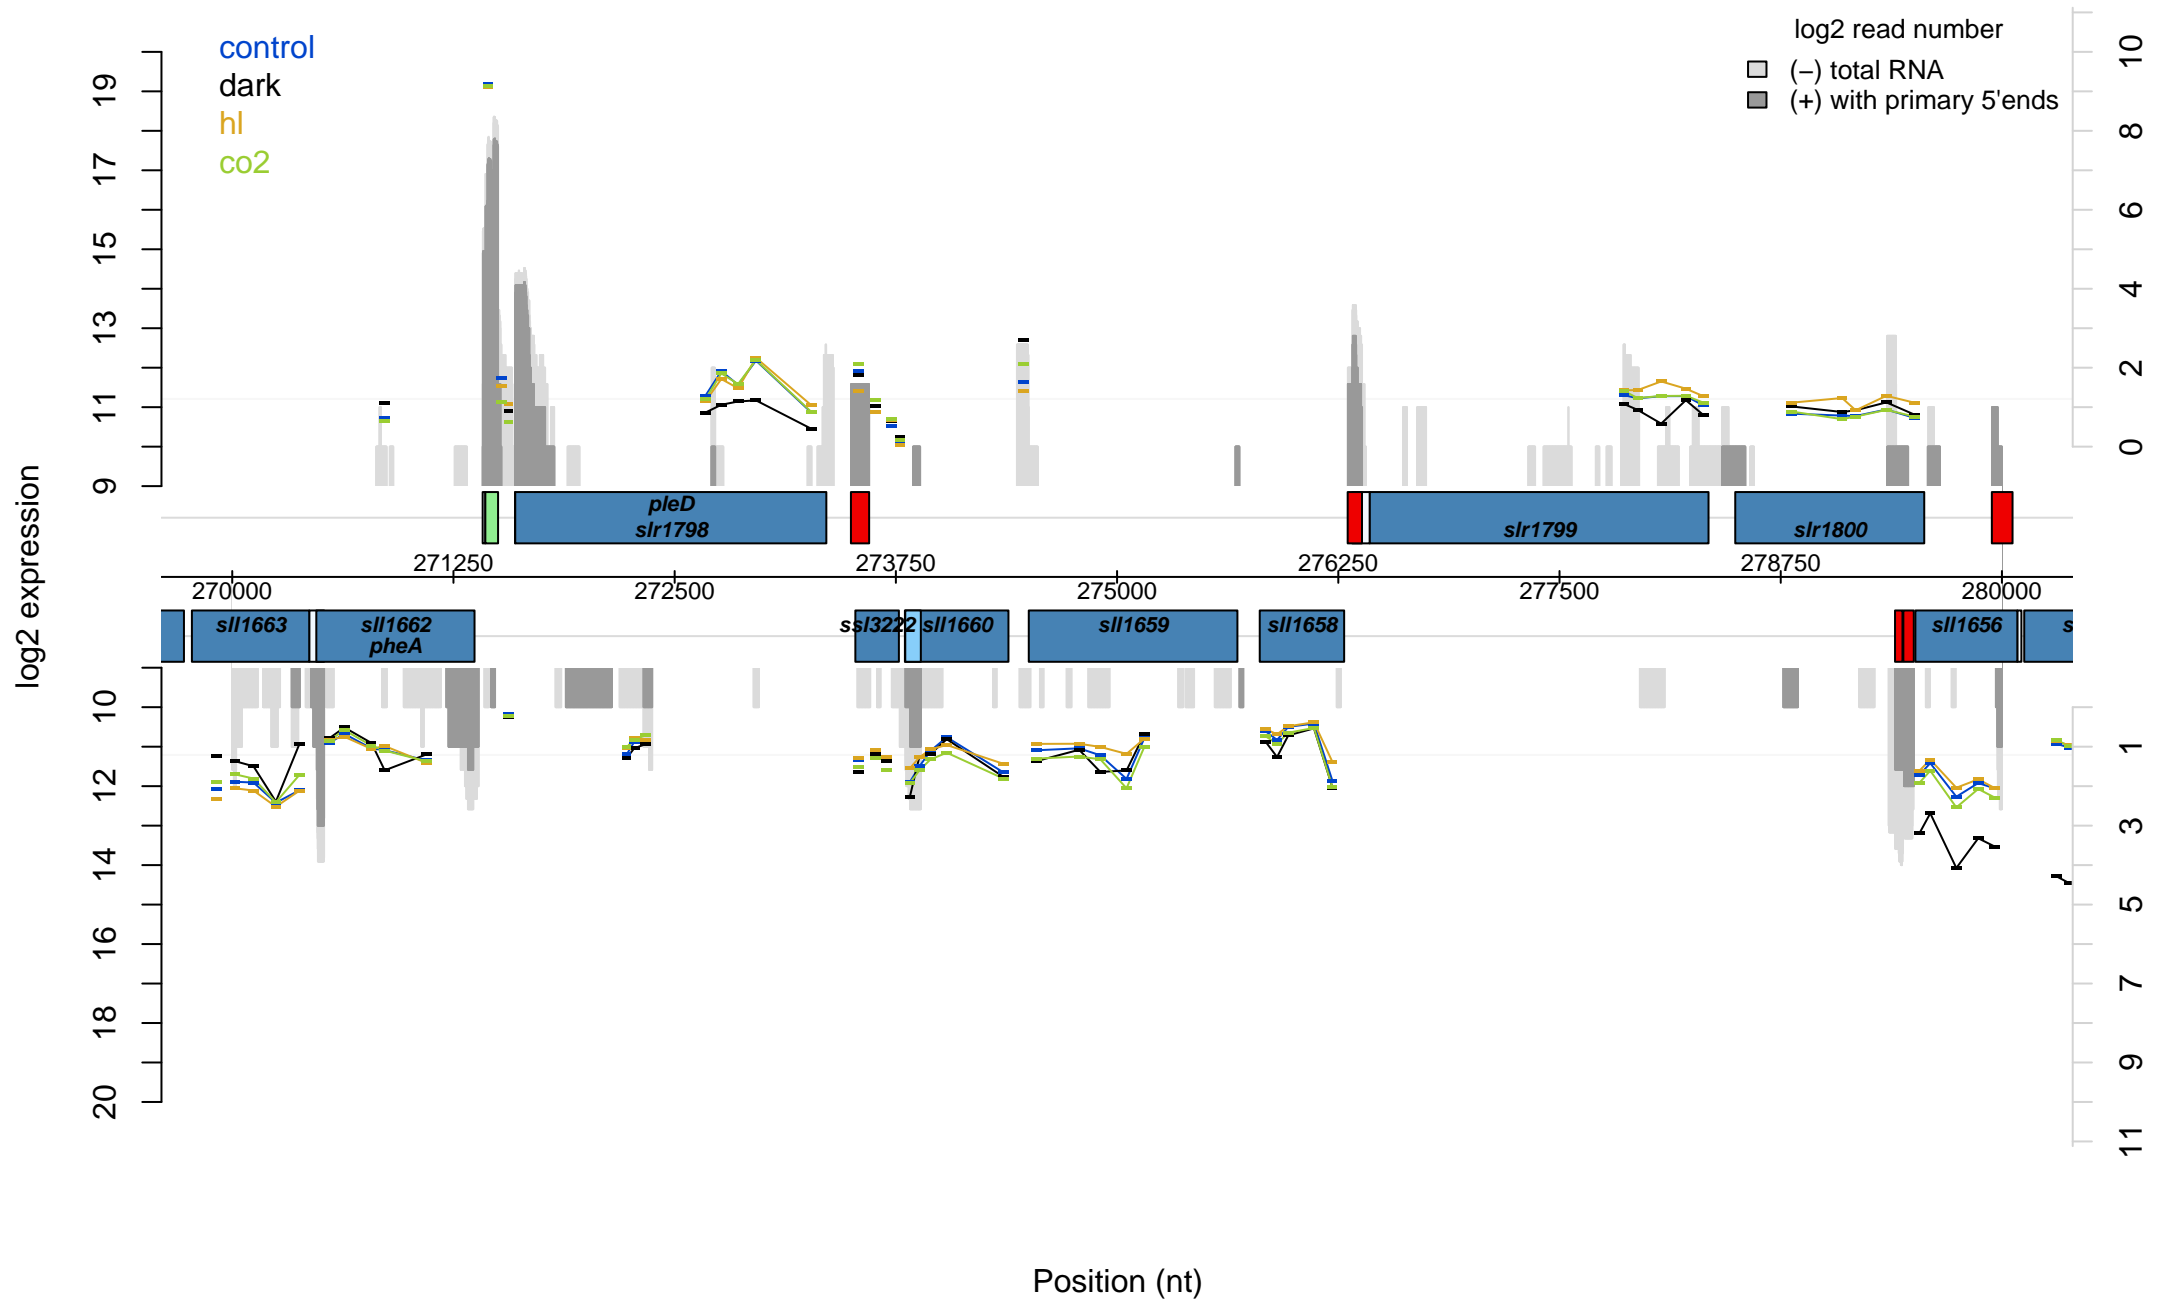 control
dark
hl
co2
log2 read number
(−) total RNA
(+) with primary 5'ends
19
17
15
13
11
9
10
8
6
4
2
0
log2 expression
pleD
slr1798
slr1799
slr1800
271250
273750
276250
278750
270000
272500
275000
277500
280000
sll1663
sll1662
pheA
ssl3222
sll1660
sll1659
sll1658
sll1656
s
10
12
14
16
18
20
1
3
5
7
9
11
Position (nt)